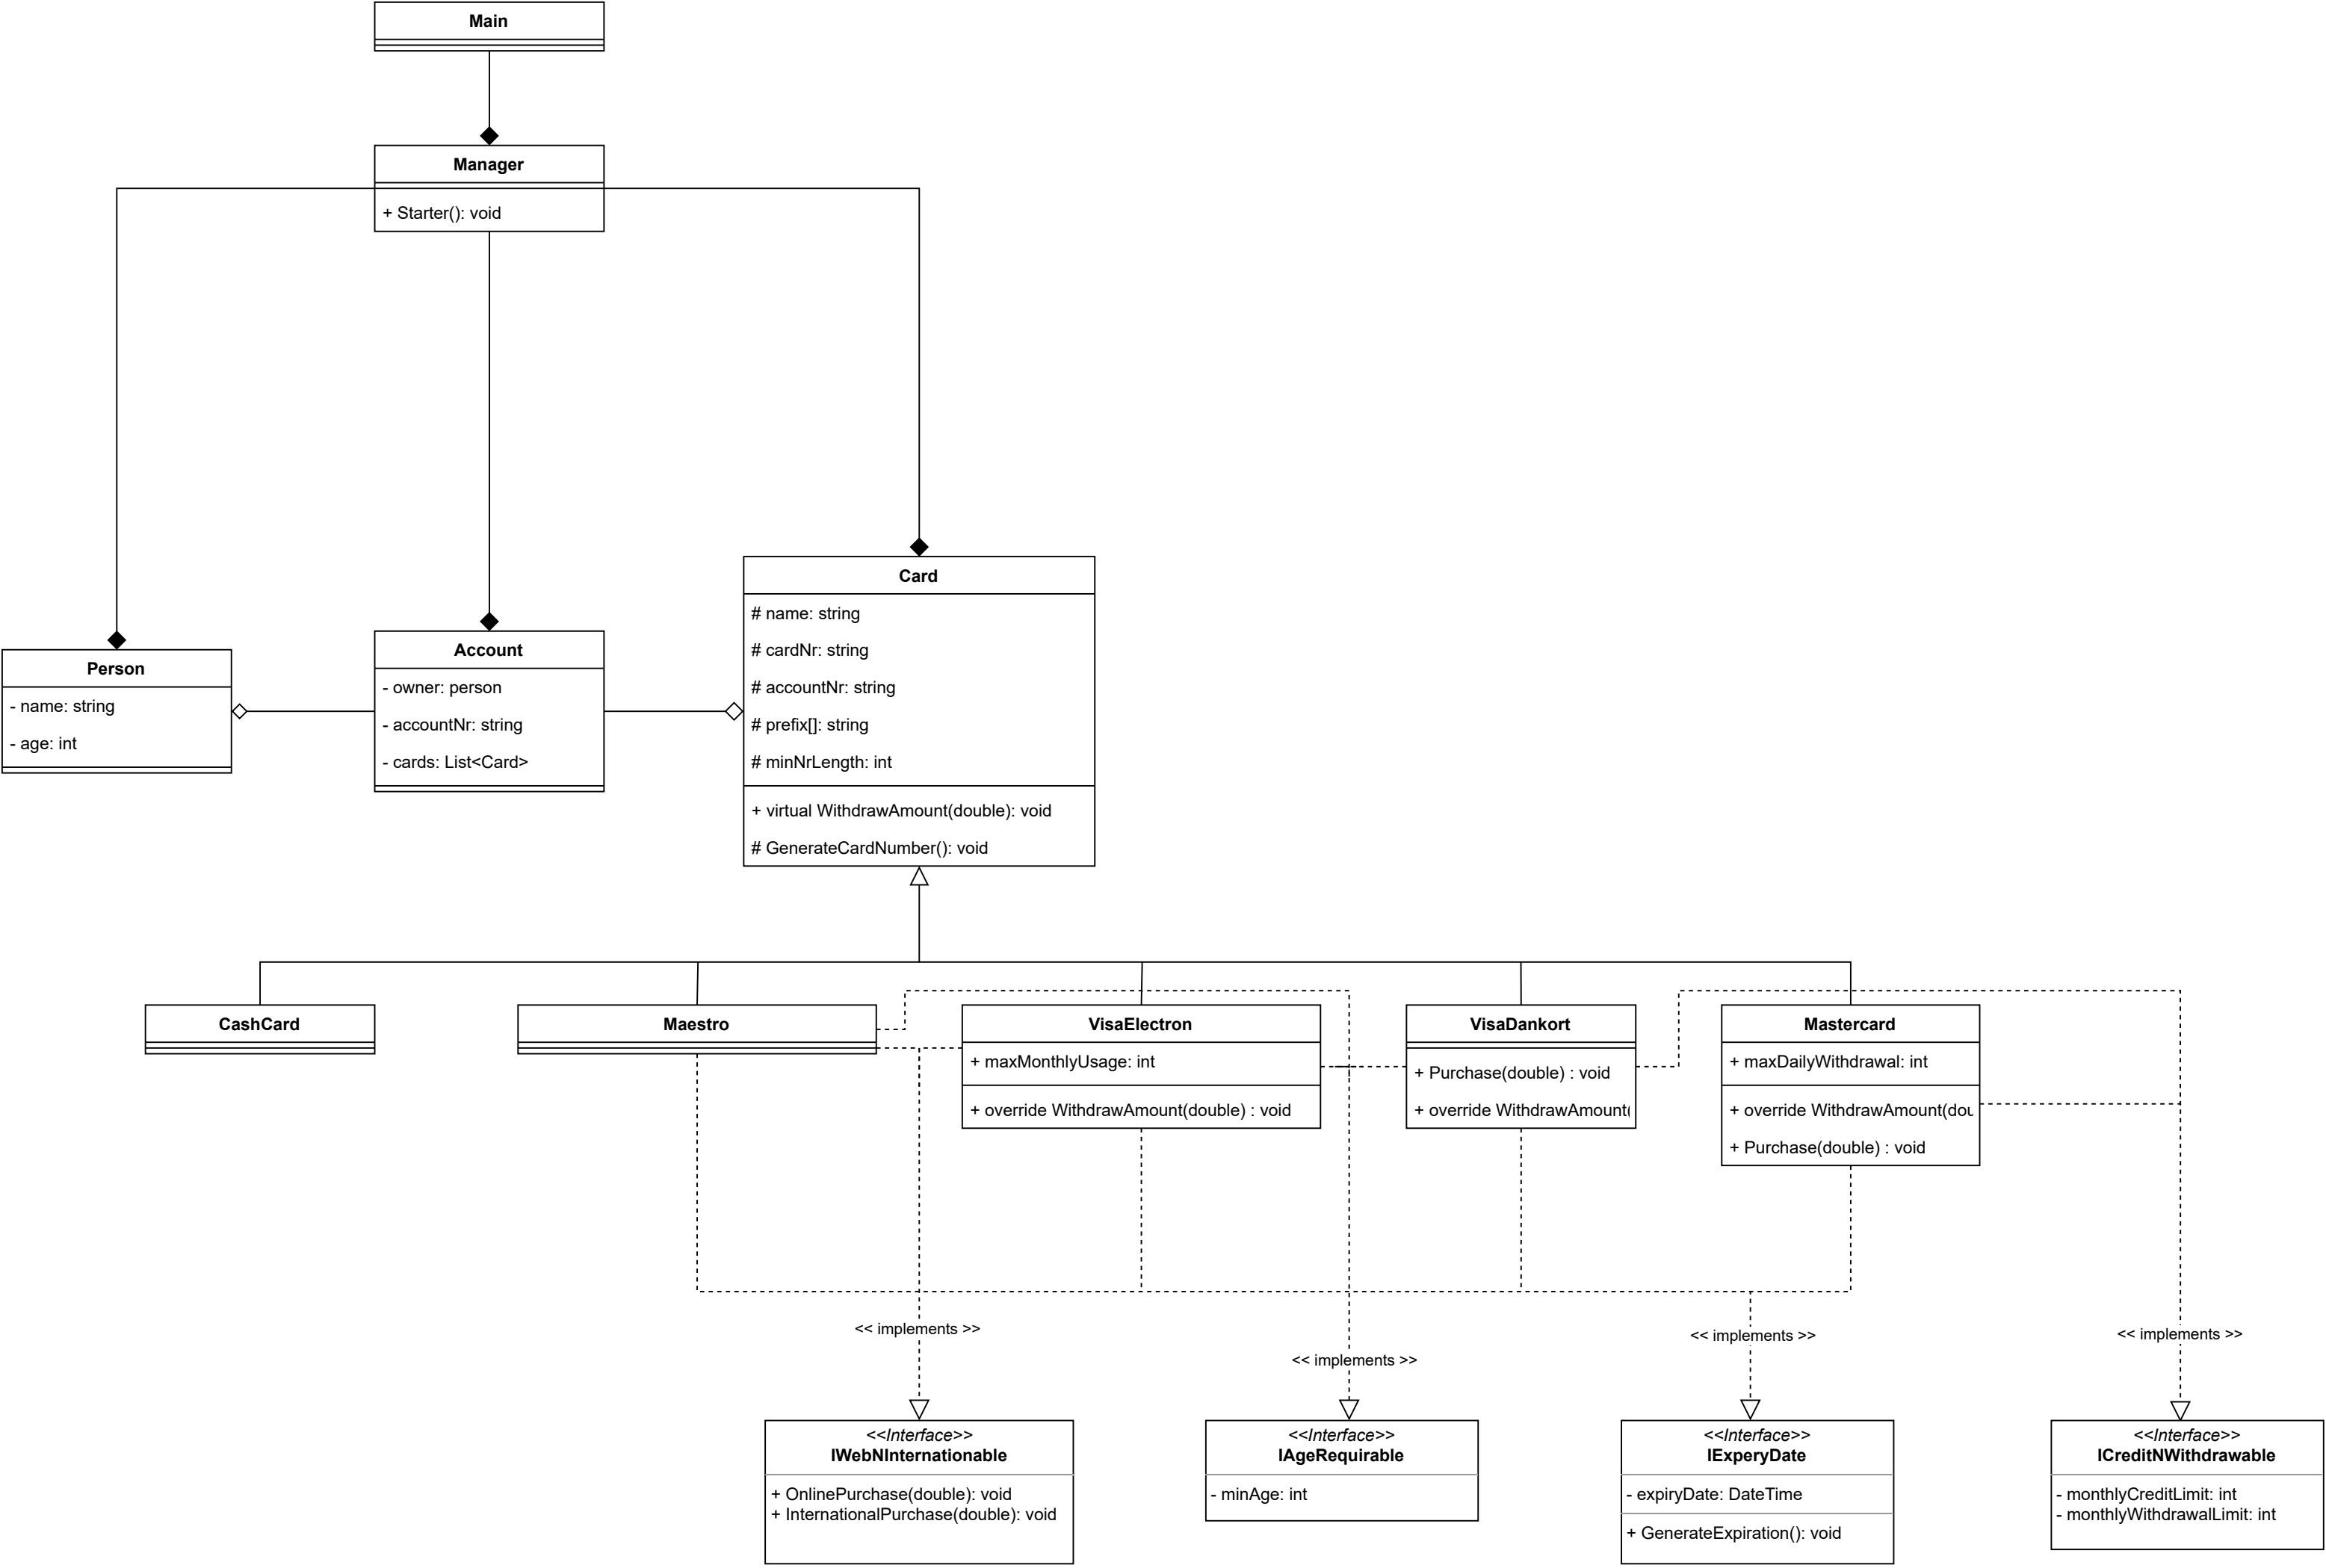 Main
Manager
+ Starter(): void
Person
- name: string
- age: int
Account
- owner: person
- accountNr: string
- cards: List<Card>
Card
# name: string
# cardNr: string
# accountNr: string
# prefix[]: string
# minNrLength: int
+ virtual WithdrawAmount(double): void
# GenerateCardNumber(): void
CashCard
Maestro
VisaElectron
+ maxMonthlyUsage: int
+ override WithdrawAmount(double) : void
VisaDankort
+ Purchase(double) : void
+ override WithdrawAmount(
Mastercard
+ maxDailyWithdrawal: int
+ override WithdrawAmount(dou
+ Purchase(double) : void
<< implements >>
<< implements >>
<< implements >>
<< implements >>
<<Interface>>
IWebNInternationable
+ OnlinePurchase(double): void
+ InternationalPurchase(double): void
<<Interface>>
IAgeRequirable
- minAge: int
<<Interface>>
IExperyDate
- expiryDate: DateTime
+ GenerateExpiration(): void
<<Interface>>
ICreditNWithdrawable
- monthlyCreditLimit: int
- monthlyWithdrawalLimit: int